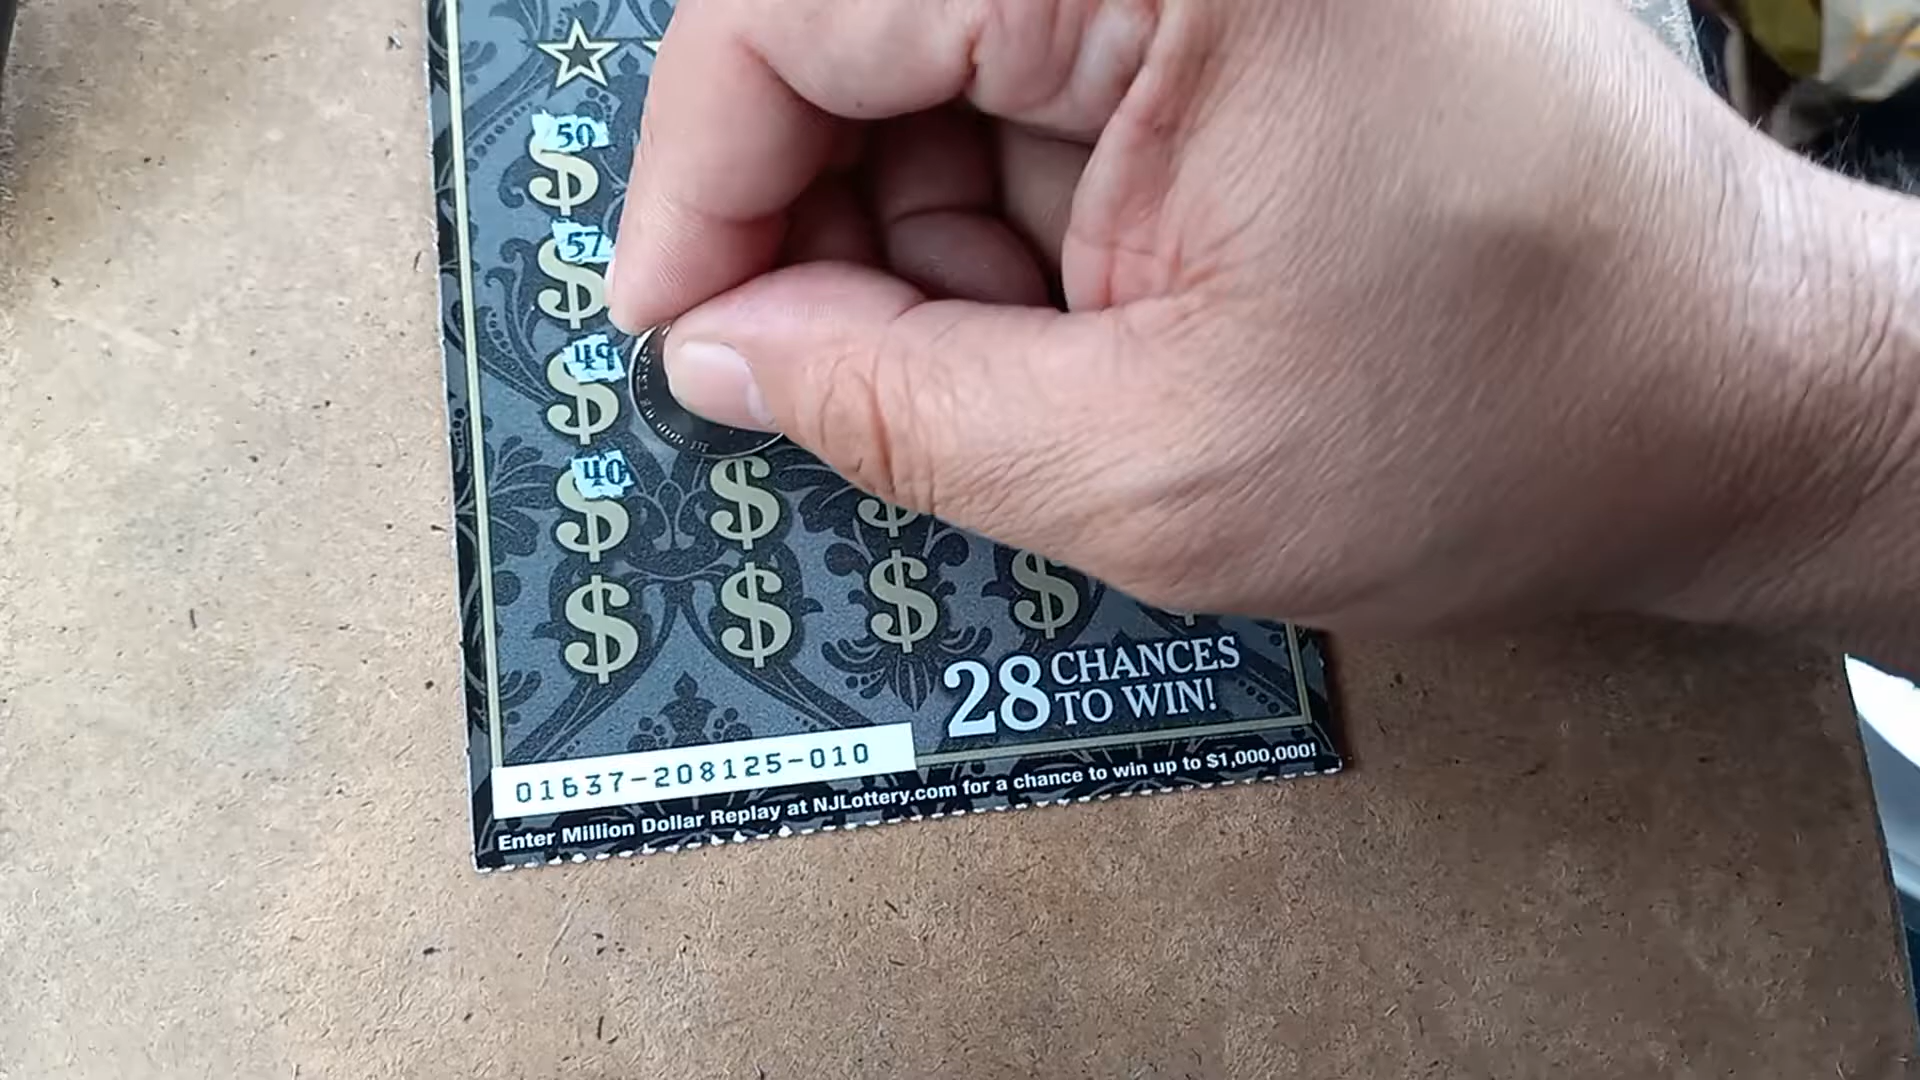 50
57
49
40
28 CHANCES
TO WIN!
01637-208125-010
Enter Million Dollar Replay at NJLottery.com for a chance to win up to $1,000,000!